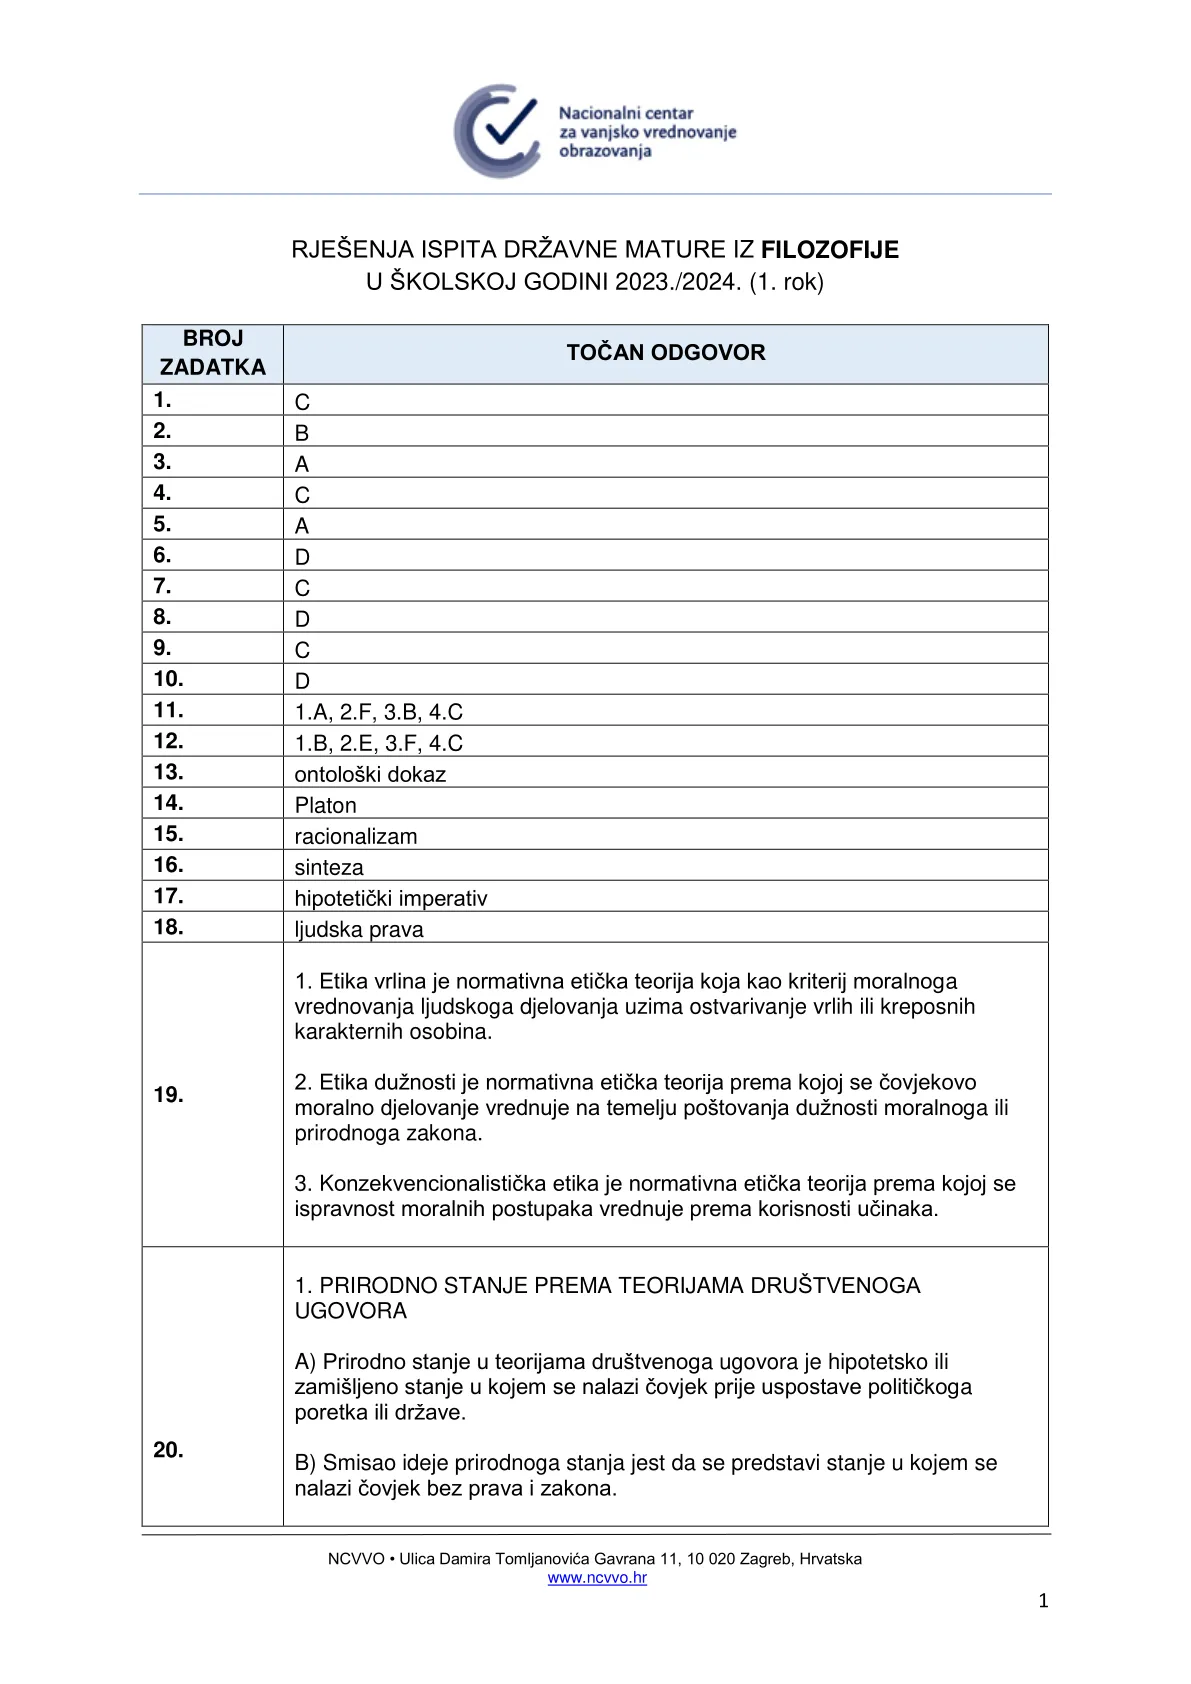 Nacionalni centar
za vanjsko vrednovanje
obrazovanja
RJEŠENJA ISPITA DRŽAVNE MATURE IZ FILOZOFIJE
U ŠKOLSKOJ GODINI 2023./2024. (1. rok)
BROJ
ZADATKA
TOČAN ODGOVOR
1. C
2. B
3. A
4. C
5. A
6. D
7. C
8. D
9. C
10. D
11. 1.A, 2.F, 3.B, 4.C
12. 1.B, 2.E, 3.F, 4.C
13. ontološki dokaz
14. Platon
15. racionalizam
16. sinteza
17. hipotetički imperativ
18. ljudska prava
19.
1. Etika vrlina je normativna etička teorija koja kao kriterij moralnoga
vrednovanja ljudskoga djelovanja uzima ostvarivanje vrlih ili kreposnih
karakternih osobina.
2. Etika dužnosti je normativna etička teorija prema kojoj se čovjekovo
moralno djelovanje vrednuje na temelju poštovanja dužnosti moralnoga ili
prirodnoga zakona.
3. Konzekvencionalistička etika je normativna etička teorija prema kojoj se
ispravnost moralnih postupaka vrednuje prema korisnosti učinaka.
20.
1. PRIRODNO STANJE PREMA TEORIJAMA DRUŠTVENOGA
UGOVORA
A) Prirodno stanje u teorijama društvenoga ugovora je hipotetsko ili
zamišljeno stanje u kojem se nalazi čovjek prije uspostave političkoga
poretka ili države.
B) Smisao ideje prirodnoga stanja jest da se predstavi stanje u kojem se
nalazi čovjek bez prava i zakona.
NCVVO • Ulica Damira Tomljanovića Gavrana 11, 10 020 Zagreb, Hrvatska
www.ncvvo.hr
1